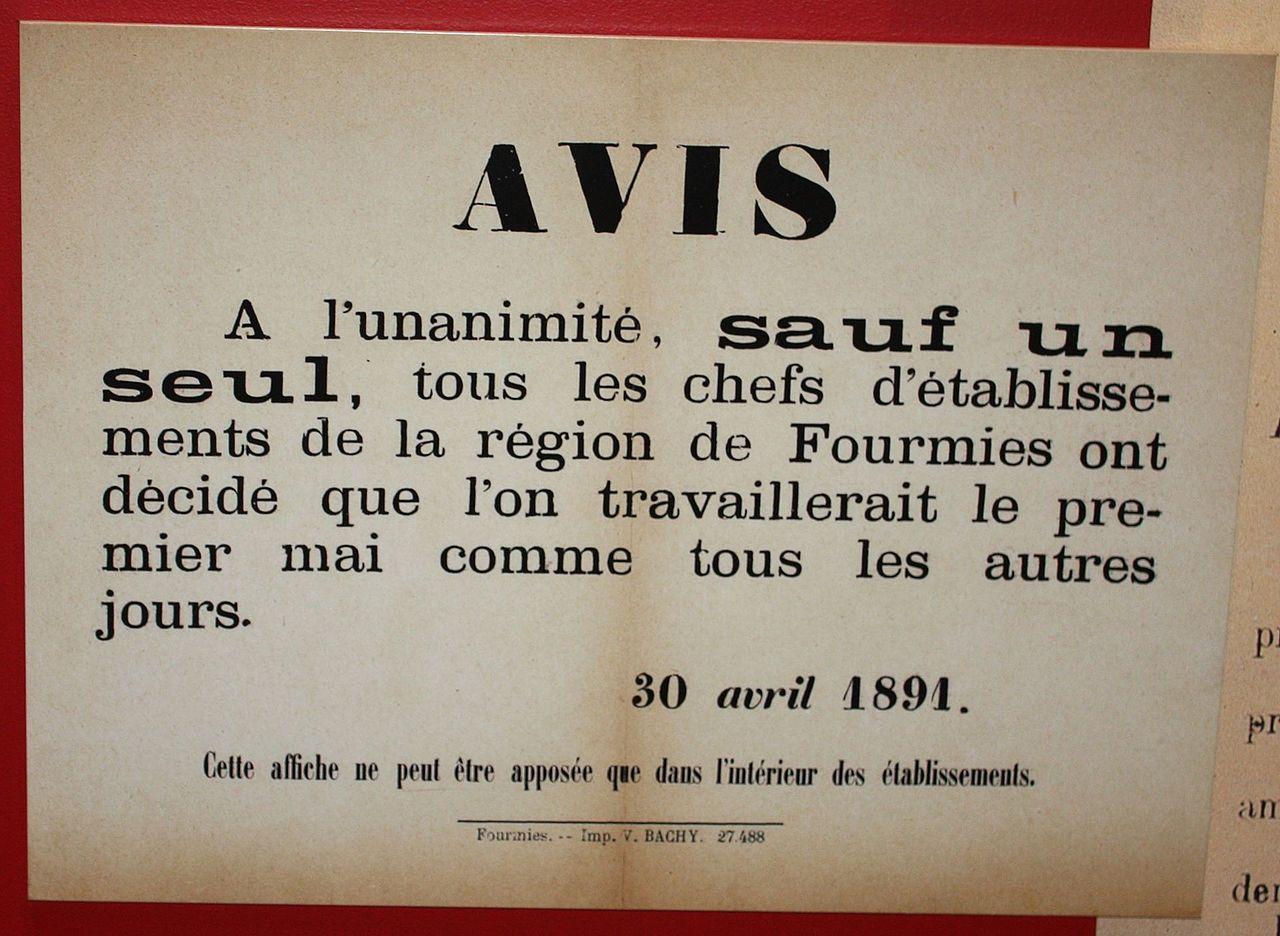 AVIS
A l'unanimité, sauf un
seul, tous les chefs d'établisse-
ments de la région de Fourmies ont
décidé que l'on travaillerait le pre-
mier mai comme tous les autres
jours.
30 avril 1891.
Cette affiche ne peut être apposée que dans l'intérieur des établissements.
Fourmies. -- Imp. V. BACHY. 27.488